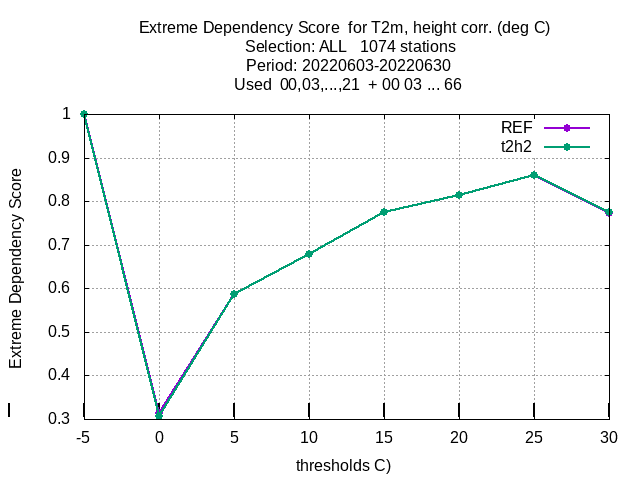 Extreme Dependency Score  for T2m, height corr. (deg C)
Selection: ALL   1074 stations
Period: 20220603-20220630
Used  00,03,...,21  + 00 03 ... 66
REF
t2h2
Extreme Dependency Score
1
0.9
0.8
0.7
0.6
0.5
0.4
0.3
-5 0 5 10 15 20 25 30
thresholds C)